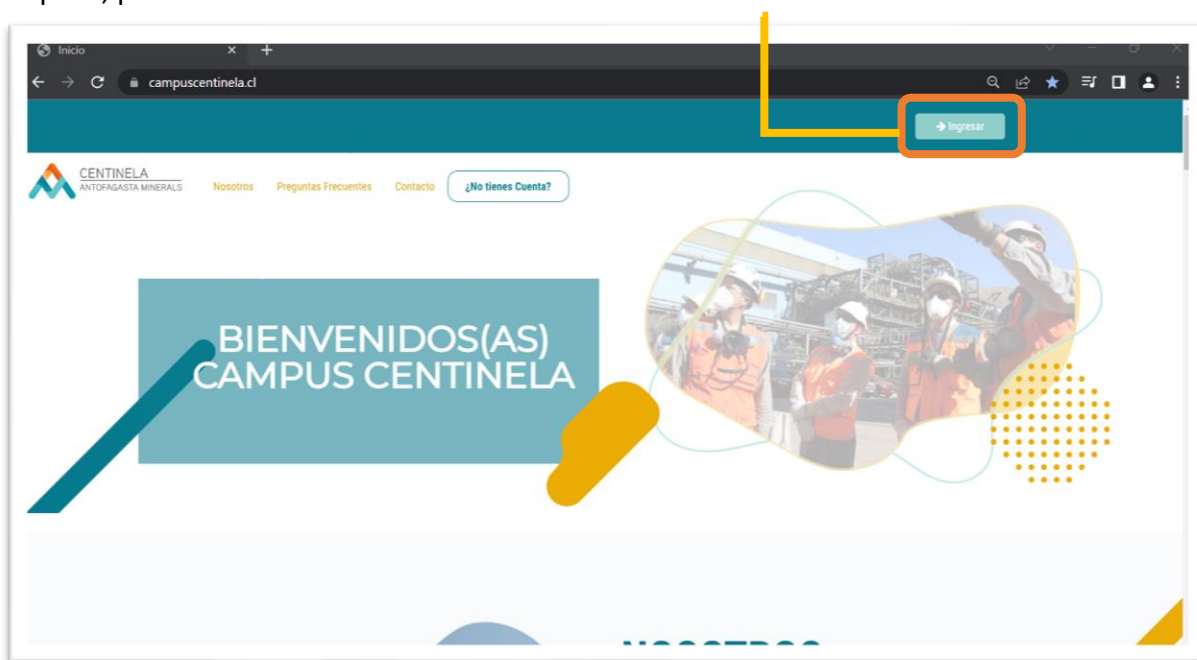 Inicio
campuscentinela.cl
Ingresar
CENTINELA
ANTOFAGASTA MINERALS
Nosotros
Preguntas Frecuentes
Contacto
¿No tienes Cuenta?
BIENVENIDOS(AS)
CAMPUS CENTINELA